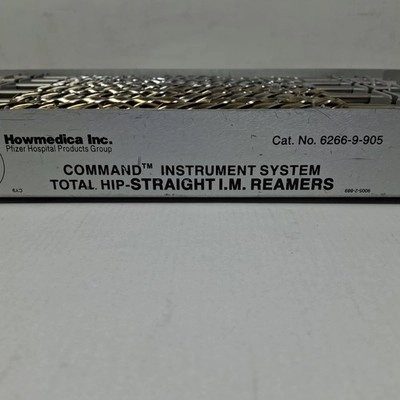 Howmedica Inc.
Pfizer Hospital Products Group
Cat. No. 6266-9-905
COMMAND™ INSTRUMENT SYSTEM
TOTAL HIP-STRAIGHT I.M. REAMERS